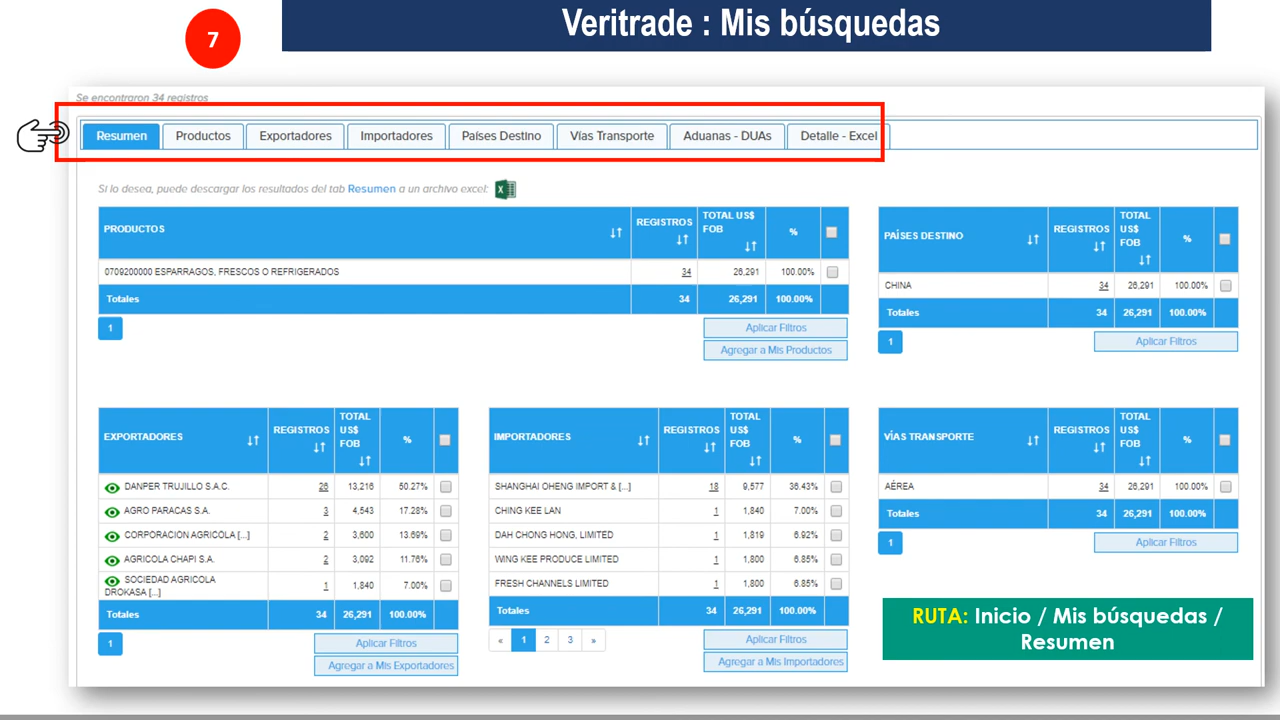 7
Veritrade : Mis búsquedas
Se encontraron 34 registros
Resumen Productos Exportadores Importadores Países Destino Vías Transporte Aduanas - DUAs Detalle - Excel
Si lo desea, puede descargar los resultados del tab Resumen a un archivo excel:
PRODUCTOS REGISTROS TOTAL US$ FOB %
0709200000 ESPARRAGOS, FRESCOS O REFRIGERADOS 34 26,291 100.00%
Totales 34 26,291 100.00%
1
Aplicar Filtros
Agregar a Mis Productos
PAÍSES DESTINO REGISTROS TOTAL US$ FOB %
CHINA 34 26,291 100.00%
Totales 34 26,291 100.00%
1
Aplicar Filtros
EXPORTADORES REGISTROS TOTAL US$ FOB %
DANPER TRUJILLO S.A.C. 26 13,216 50.27%
AGRO PARACAS S.A. 3 4,543 17.28%
CORPORACION AGRICOLA [...] 2 3,600 13.69%
AGRICOLA CHAPI S.A. 2 3,092 11.76%
SOCIEDAD AGRICOLA
DROKASA [...] 1 1,840 7.00%
Totales 34 26,291 100.00%
1
Aplicar Filtros
Agregar a Mis Exportadores
IMPORTADORES REGISTROS TOTAL US$ FOB %
SHANGHAI OHENG IMPORT & [...] 18 9,577 36.43%
CHING KEE LAN 1 1,840 7.00%
DAH CHONG HONG, LIMITED 1 1,819 6.92%
WING KEE PRODUCE LIMITED 1 1,800 6.85%
FRESH CHANNELS LIMITED 1 1,800 6.85%
Totales 34 26,291 100.00%
« 1 2 3 »
Aplicar Filtros
Agregar a Mis Importadores
VÍAS TRANSPORTE REGISTROS TOTAL US$ FOB %
AÉREA 34 26,291 100.00%
Totales 34 26,291 100.00%
1
Aplicar Filtros
RUTA: Inicio / Mis búsquedas /
Resumen